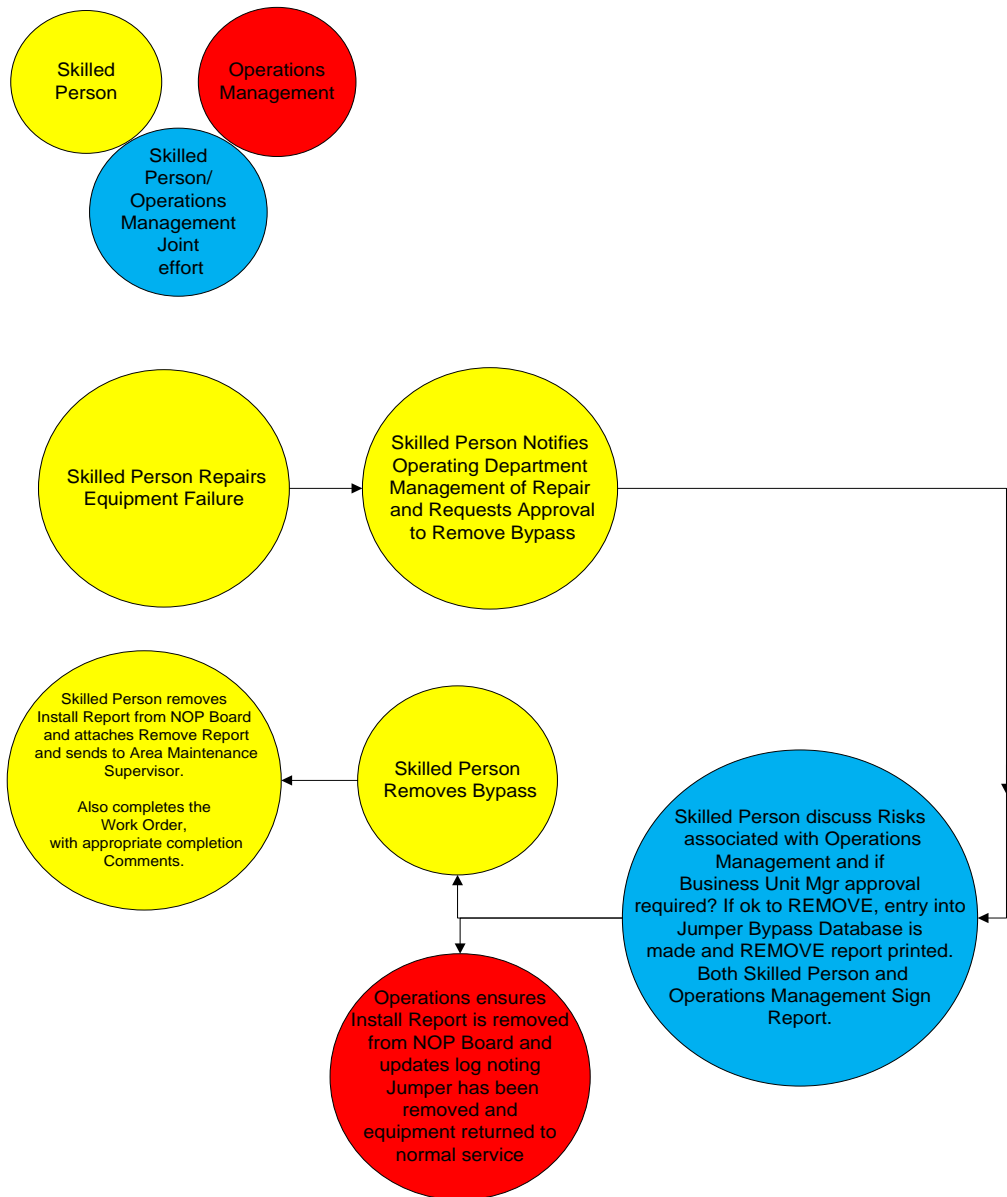 Skilled
Person
Operations
Management
Skilled
Person/
Operations
Management
Joint
effort
Skilled Person Repairs
Equipment Failure
Skilled Person Notifies
Operating Department
Management of Repair
and Requests Approval
to Remove Bypass
Skilled Person discuss Risks
associated with Operations
Management and if
Business Unit Mgr approval
required? If ok to REMOVE, entry into
Jumper Bypass Database is
made and REMOVE report printed.
Both Skilled Person and
Operations Management Sign
Report.
Skilled Person
Removes Bypass
Skilled Person removes
Install Report from NOP Board
and attaches Remove Report
and sends to Area Maintenance
Supervisor.
Also completes the
Work Order,
with appropriate completion
Comments.
Operations ensures
Install Report is removed
from NOP Board and
updates log noting
Jumper has been
removed and
equipment returned to
normal service